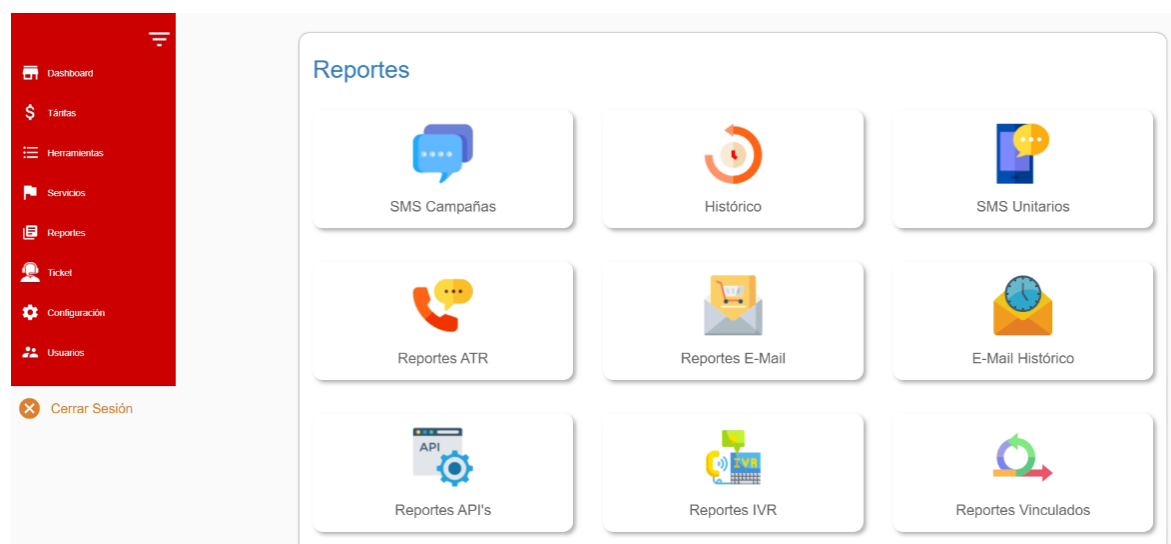 Dashboard
Tárifas
Herramientas
Servicios
Reportes
Ticket
Configuración
Usuarios
Cerrar Sesión
Reportes
SMS Campañas
Histórico
SMS Unitarios
Reportes ATR
Reportes E-Mail
E-Mail Histórico
API
IVR
Reportes API's
Reportes IVR
Reportes Vinculados